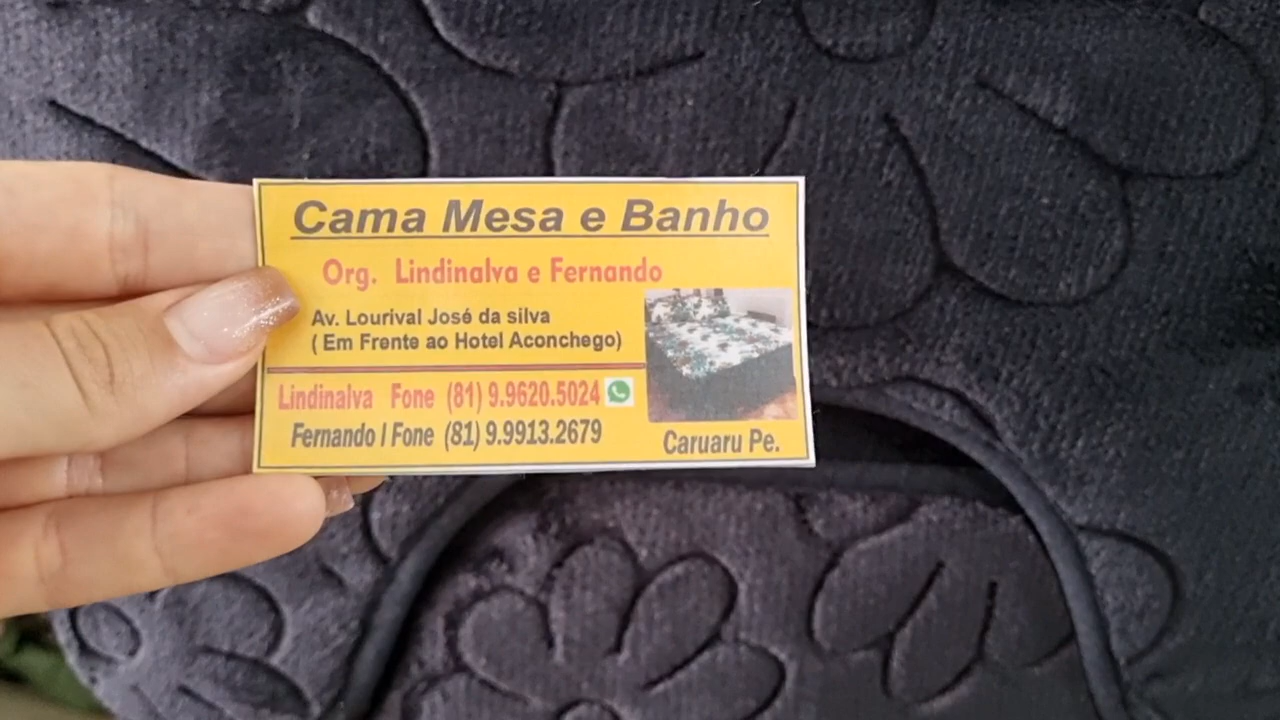 Cama Mesa e Banho
Org. Lindinalva e Fernando
Av. Lourival José da silva
( Em Frente ao Hotel Aconchego)
Lindinalva Fone (81) 9.9620.5024
Fernando / Fone (81) 9.9913.2679
Caruaru Pe.